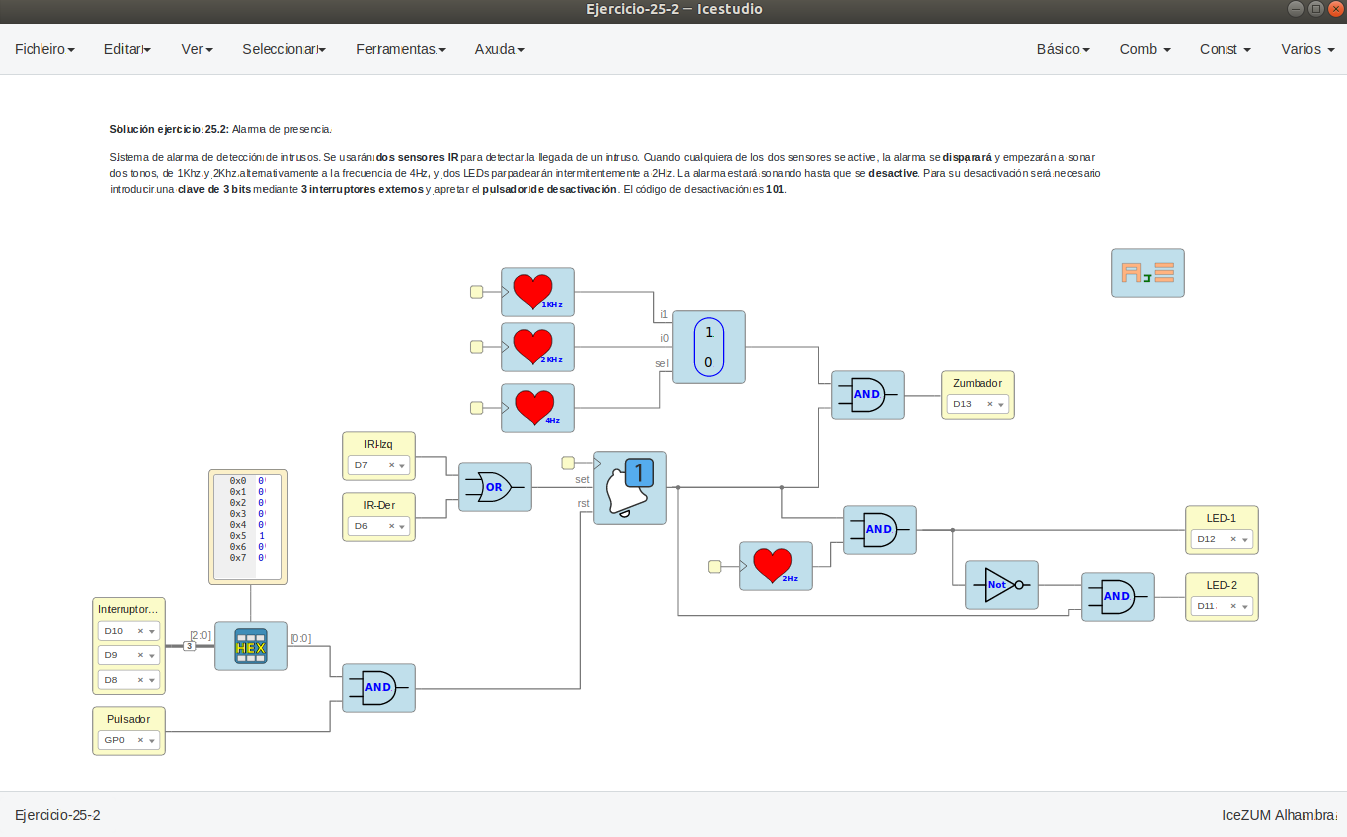 Ejercicio-25-2 — Icestudio
Ficheiro Editar Ver Seleccionar Ferramentas Axuda Básico Comb Const Varios
Solución ejercicio 25.2: Alarma de presencia.
Sistema de alarma de detección de intrusos. Se usarán dos sensores IR para detectar la llegada de un intruso. Cuando cualquiera de los dos sensores se active, la alarma se disparará y empezarán a sonar
dos tonos, de 1Khz y 2Khz alternativamente a la frecuencia de 4Hz, y dos LEDs parpadearán intermitentemente a 2Hz. La alarma estará sonando hasta que se desactive. Para su desactivación será necesario
introducir una clave de 3 bits mediante 3 interruptores externos y apretar el pulsador de desactivación. El código de desactivación es 101.
1KHz
i1
1
i0
2KHz
sel
0
4Hz
AND
Zumbador
D13
IR-Izq
D7
IR-Der
D6
OR
set
rst
1
0x0 0
0x1 0
0x2 0
0x3 0
0x4 0
0x5 1
0x6 0
0x7 0
AND
LED-1
D12
2Hz
Not
AND
LED-2
D11
Interruptor...
D10
D9
D8
[2:0]
3
HEX
[0:0]
AND
Pulsador
GP0
Ejercicio-25-2
IceZUM Alhambra